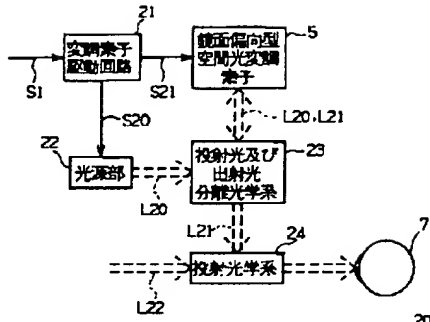 21
変調素子
駆動回路
S1
S21
5
鏡面偏向型
空間光変調
素子
S20
L20,L21
22
光源部
L20
23
投射光及び
出射光
分離光学系
L21
24
投射光学系
L22
7
20